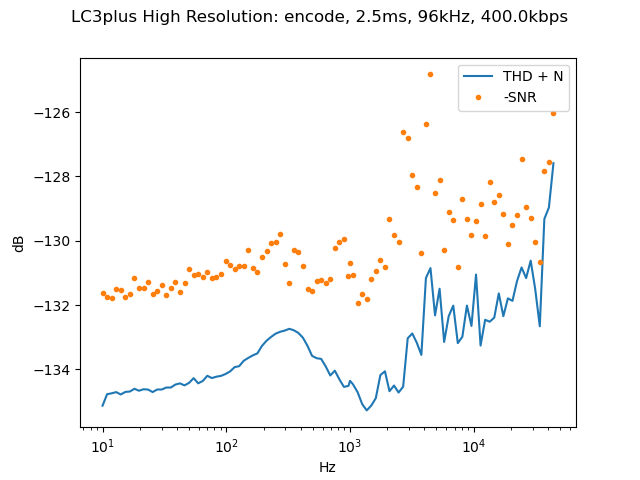 LC3plus High Resolution: encode, 2.5ms, 96kHz, 400.0kbps
THD + N
-SNR
−126
−128
−130
−132
−134
dB
10¹
10²
10³
10⁴
Hz